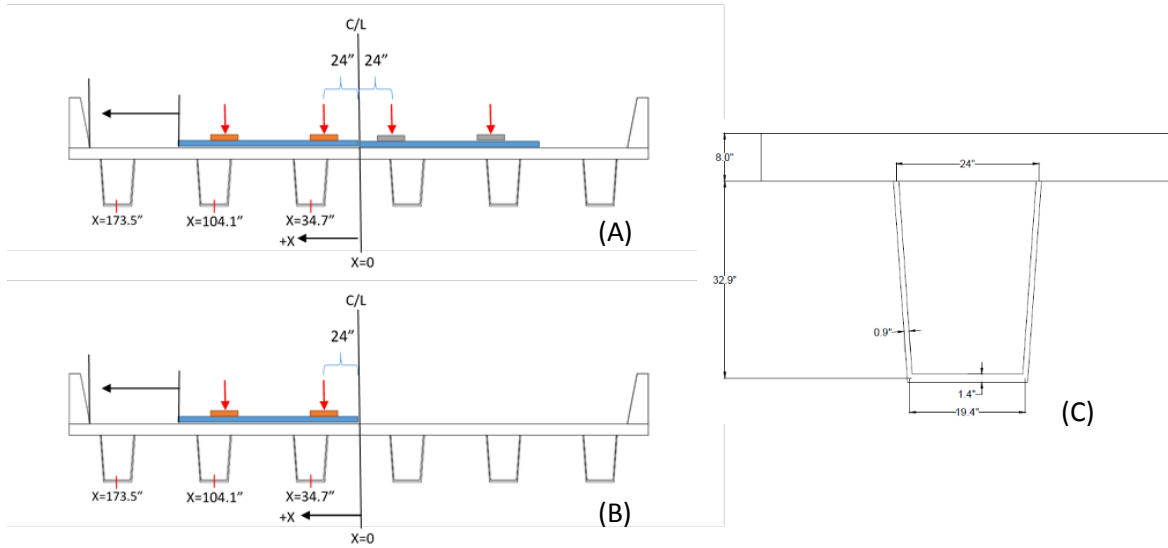 C/L
24” 24”
X=173.5” X=104.1” X=34.7”
+X
X=0
(A)
C/L
24”
X=173.5” X=104.1” X=34.7”
+X
X=0
(B)
8.0"
24"
32.9"
0.9"
1.4"
19.4"
(C)